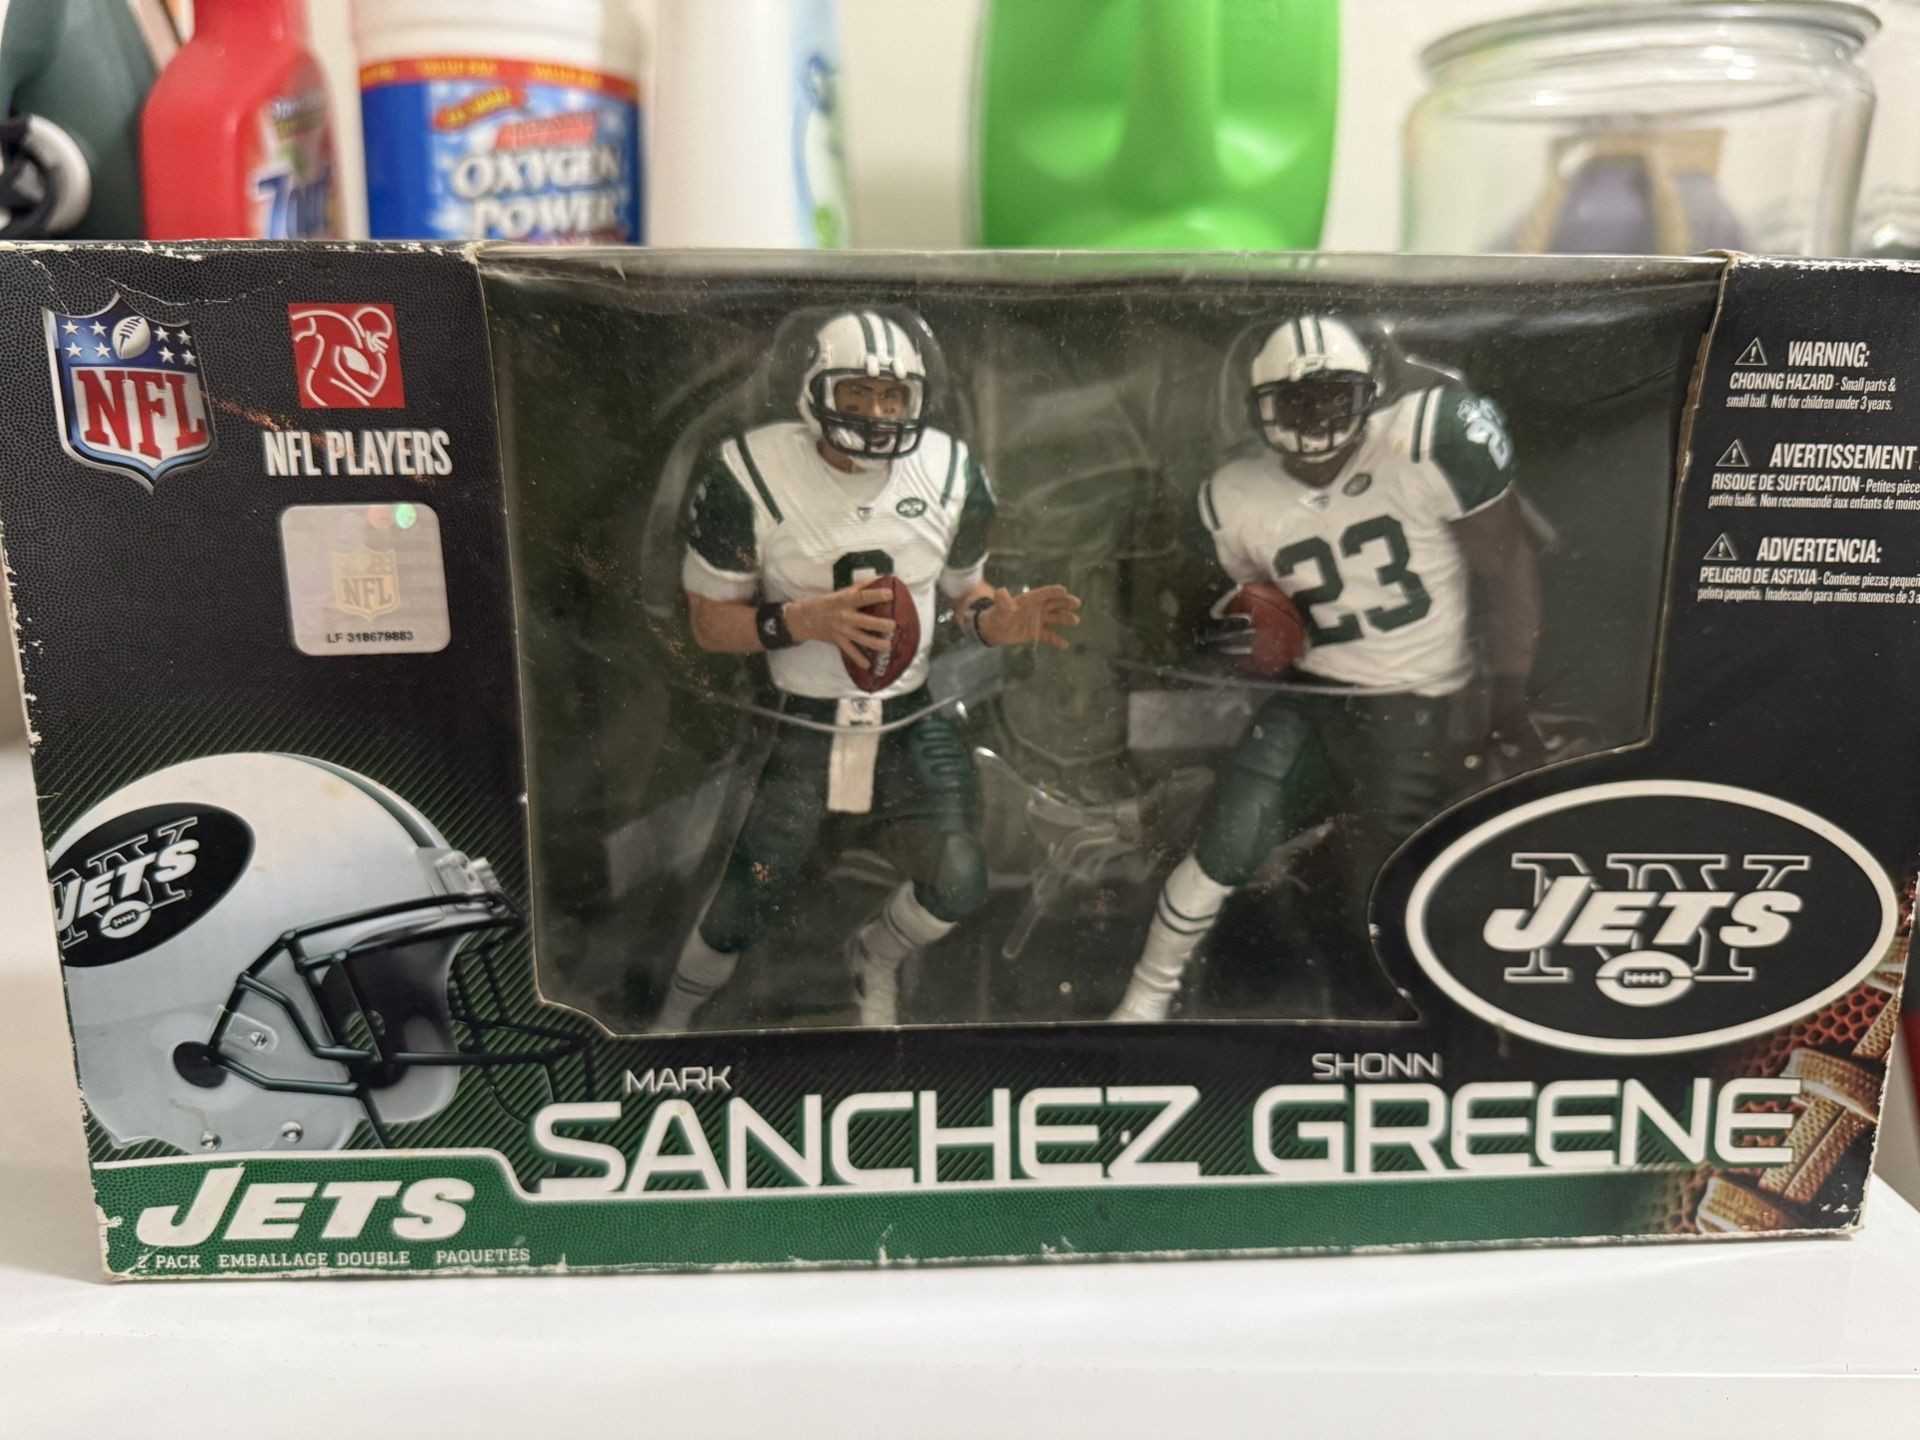 Zout
OXYGEN
POWER
NFL
NFL PLAYERS
NFL
LF 318679883
WARNING:
CHOKING HAZARD - Small parts &
small ball. Not for children under 3 years.
AVERTISSEMENT
RISQUE DE SUFFOCATION - Petites
petite balle. Non recommandé aux enfants de moins
ADVERTENCIA:
PELIGRO DE ASFIXIA - Contiene piezas
pelota pequeña. Inadecuado para niños menores de 3
23
NY
JETS
NY
JETS
MARK
SANCHEZ
SHONN
GREENE
JETS
2 PACK EMBALLAGE DOUBLE PAQUETES